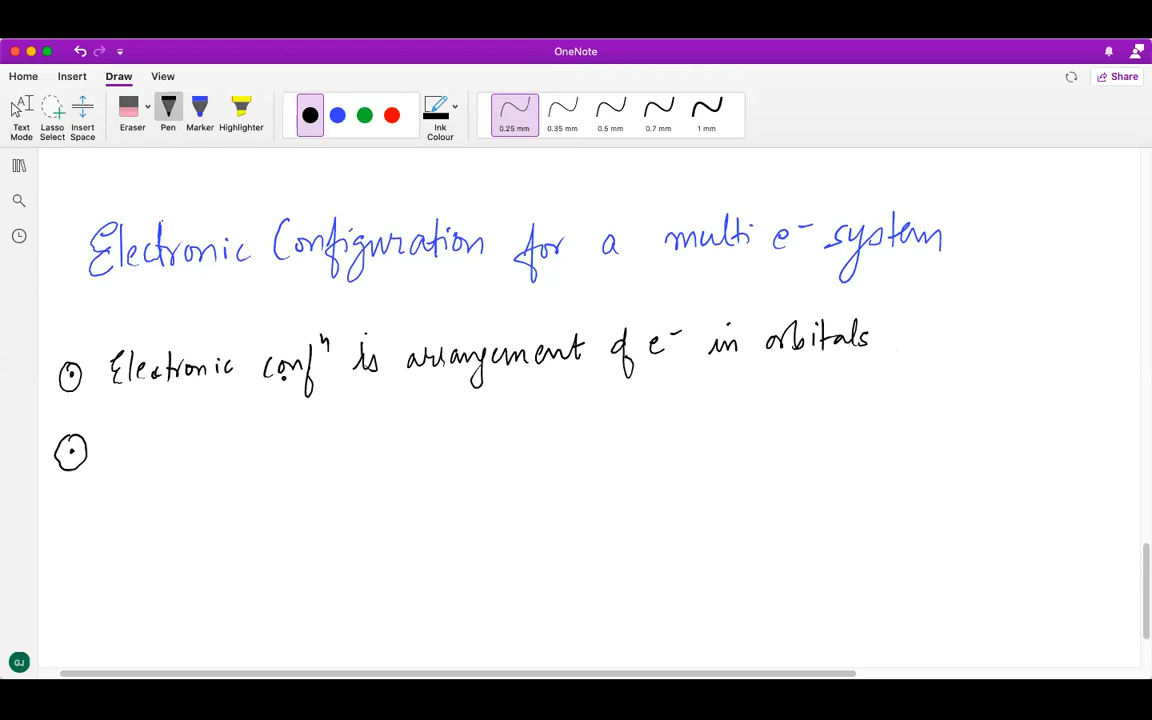 OneNote
Home Insert Draw View Share
Text Mode Lasso Select Insert Space Eraser Pen Marker Highlighter Ink Colour 0.25 mm 0.35 mm 0.5 mm 0.7 mm 1 mm
Electronic Configuration for a multi e⁻ system
⊙ Electronic confⁿ is arrangement of e⁻ in orbitals
⊙
GJ